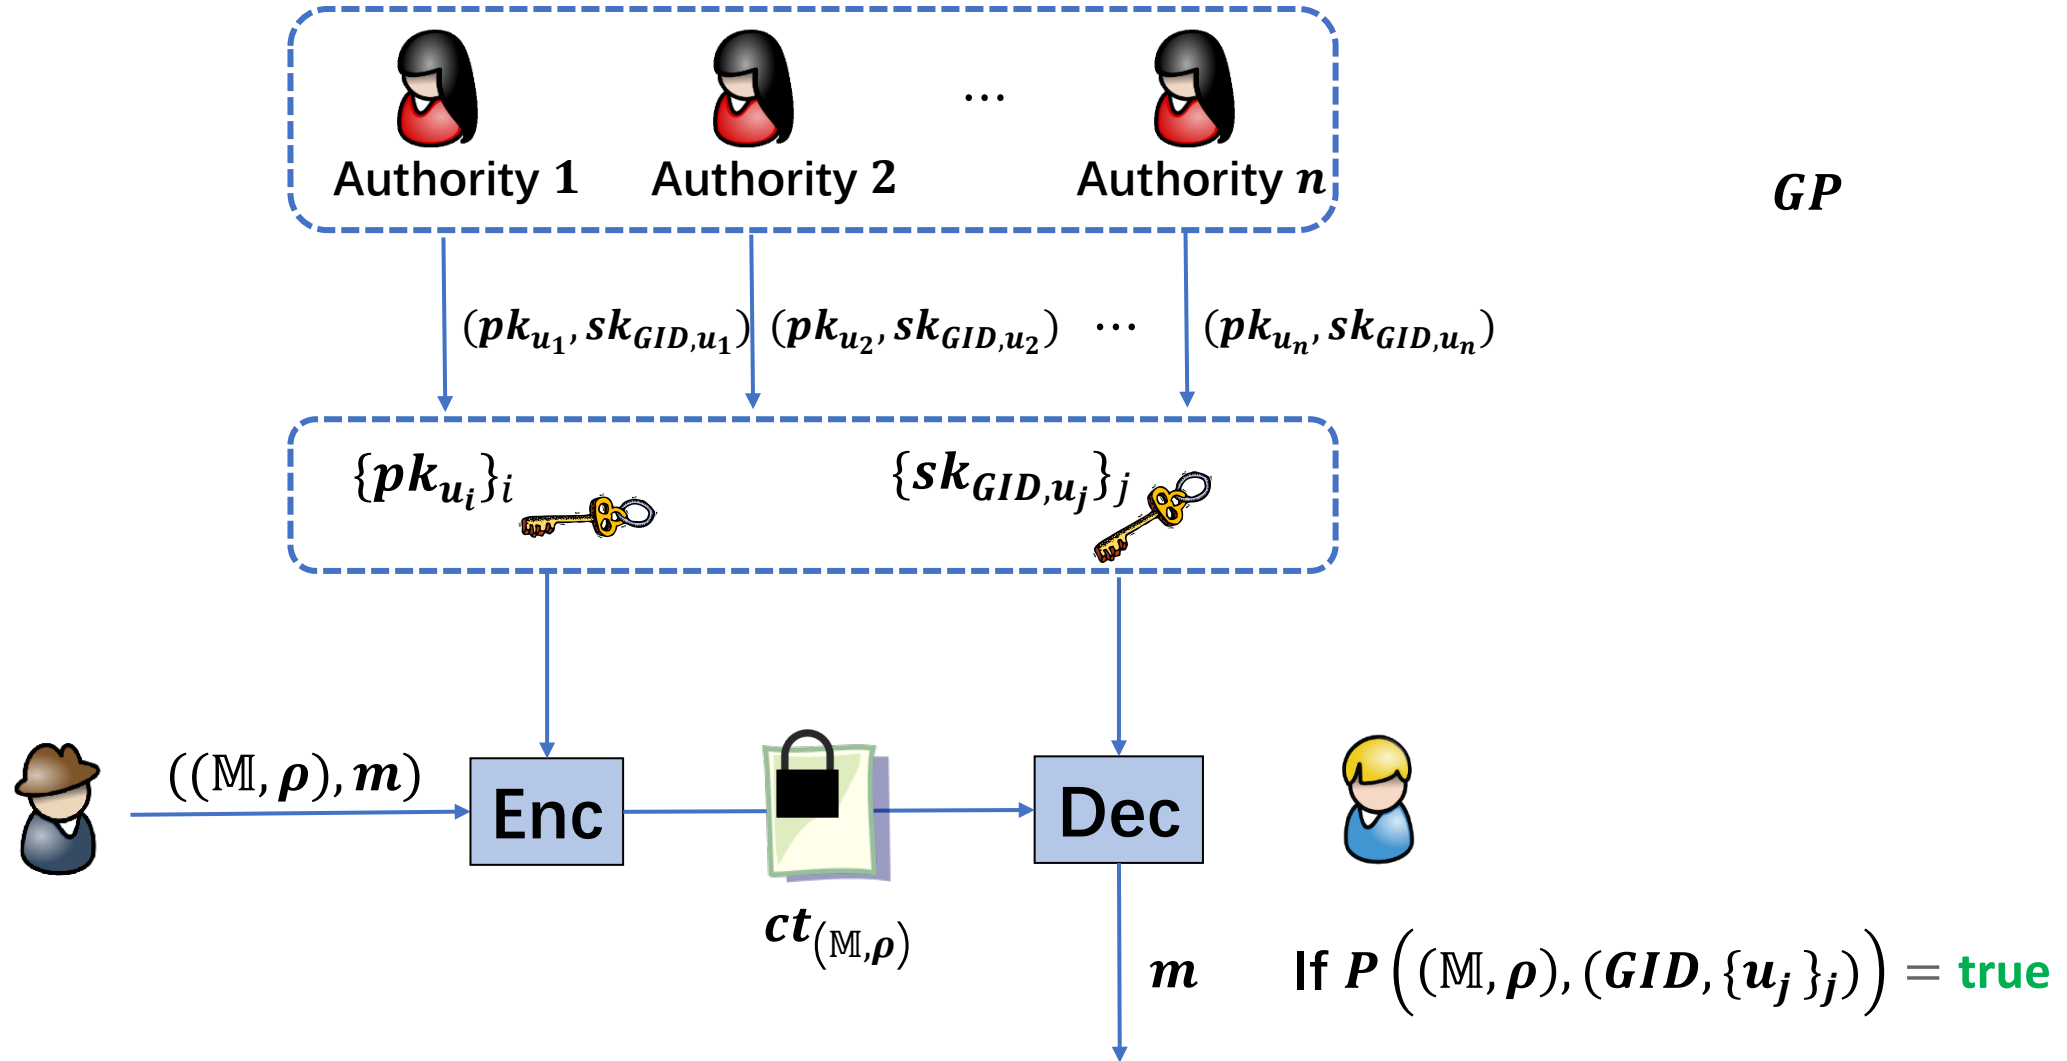 ⋯
Authority 1 Authority 2 Authority n
GP
(pk_{u_1}, sk_{GID,u_1}) (pk_{u_2}, sk_{GID,u_2}) ⋯ (pk_{u_n}, sk_{GID,u_n})
{pk_{u_i}}_i {sk_{GID,u_j}}_j
((𝕄, ρ), m)
Enc Dec
ct_{(𝕄,ρ)}
m If P((𝕄, ρ), (GID, {u_j}_j)) = true